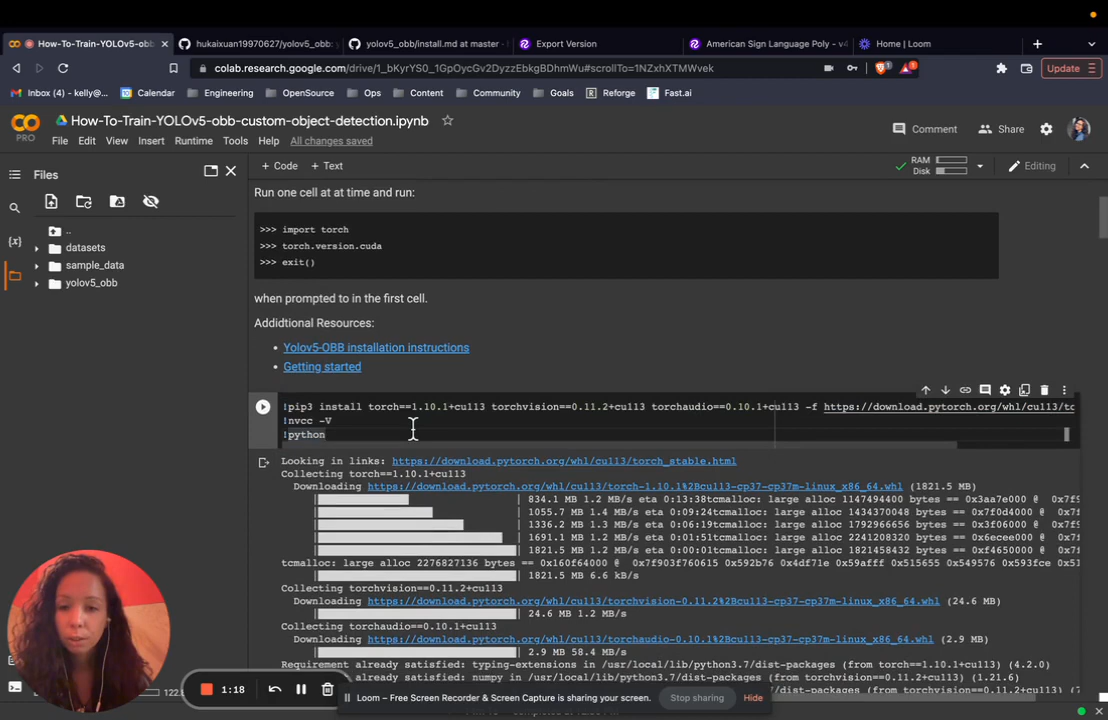 How-To-Train-YOLOv5-obb-
hukaixuan19970627/yolov5_obb:
yolov5_obb/install.md at master
Export Version
American Sign Language Poly - v4
Home | Loom
colab.research.google.com/drive/1_bKyrYS0_1GpOycGv2DyzzEbkgBDhmWu#scrollTo=1NZxhXTMWvek
Update
Inbox (4) - kelly@...
Calendar
Engineering
OpenSource
Ops
Content
Community
Goals
Reforge
Fast.ai
CO
PRO
How-To-Train-YOLOv5-obb-custom-object-detection.ipynb
File Edit View Insert Runtime Tools Help All changes saved
Comment
Share
Files
+ Code + Text
RAM
Disk
Editing
..
datasets
sample_data
yolov5_obb
{x}
Run one cell at at time and run:
>>> import torch
>>> torch.version.cuda
>>> exit()
when prompted to in the first cell.
Addidtional Resources:
• Yolov5-OBB installation instructions
• Getting started
!pip3 install torch==1.10.1+cu113 torchvision==0.11.2+cu113 torchaudio==0.10.1+cu113 -f https://download.pytorch.org/whl/cu113/to
!nvcc -V
!python
Looking in links: https://download.pytorch.org/whl/cu113/torch_stable.html
Collecting torch==1.10.1+cu113
Downloading https://download.pytorch.org/whl/cu113/torch-1.10.1%2Bcu113-cp37-cp37m-linux_x86_64.whl (1821.5 MB)
| 834.1 MB 1.2 MB/s eta 0:13:38tcmalloc: large alloc 1147494400 bytes == 0x3aa7e000 @ 0x7f9
| 1055.7 MB 1.4 MB/s eta 0:09:24tcmalloc: large alloc 1434370048 bytes == 0x7f0d4000 @ 0x7f
| 1336.2 MB 1.3 MB/s eta 0:06:19tcmalloc: large alloc 1792966656 bytes == 0x3f06000 @ 0x7f9
| 1691.1 MB 1.2 MB/s eta 0:01:51tcmalloc: large alloc 2241208320 bytes == 0x6ecee000 @ 0x7f
| 1821.5 MB 1.2 MB/s eta 0:00:01tcmalloc: large alloc 1821458432 bytes == 0xf4650000 @ 0x7f
tcmalloc: large alloc 2276827136 bytes == 0x160f64000 @ 0x7f903f760615 0x592b76 0x4df71e 0x59afff 0x515655 0x549576 0x593fce 0x51
| 1821.5 MB 6.6 kB/s
Collecting torchvision==0.11.2+cu113
Downloading https://download.pytorch.org/whl/cu113/torchvision-0.11.2%2Bcu113-cp37-cp37m-linux_x86_64.whl (24.6 MB)
| 24.6 MB 1.2 MB/s
Collecting torchaudio==0.10.1+cu113
Downloading https://download.pytorch.org/whl/cu113/torchaudio-0.10.1%2Bcu113-cp37-cp37m-linux_x86_64.whl (2.9 MB)
| 2.9 MB 58.4 MB/s
Requirement already satisfied: typing-extensions in /usr/local/lib/python3.7/dist-packages (from torch==1.10.1+cu113) (4.2.0)
Requirement already satisfied: numpy in /usr/local/lib/python3.7/dist-packages (from torchvision==0.11.2+cu113) (1.21.6)
1:18
Loom – Free Screen Recorder & Screen Capture is sharing your screen.
Stop sharing
Hide